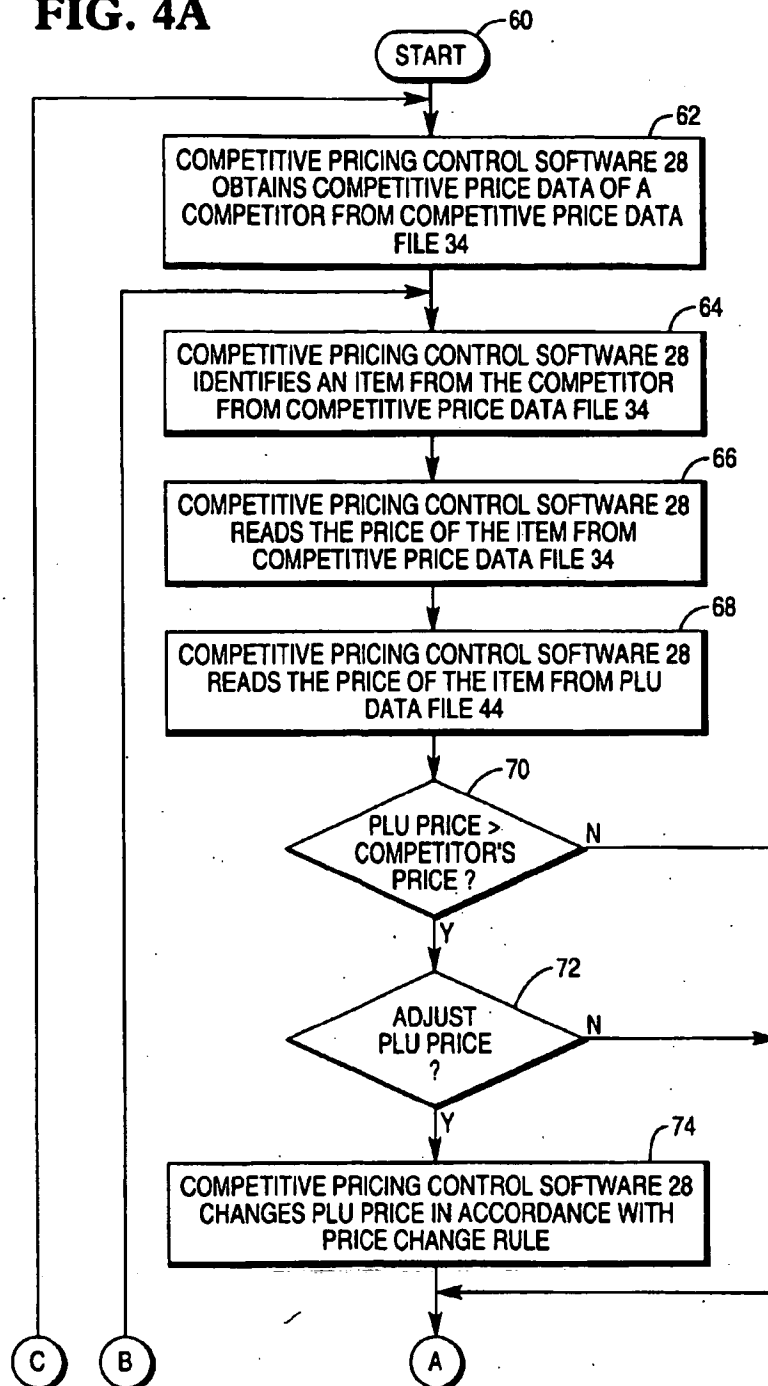 FIG. 4A
60
START
62
COMPETITIVE PRICING CONTROL SOFTWARE 28
OBTAINS COMPETITIVE PRICE DATA OF A
COMPETITOR FROM COMPETITIVE PRICE DATA
FILE 34
64
COMPETITIVE PRICING CONTROL SOFTWARE 28
IDENTIFIES AN ITEM FROM THE COMPETITOR
FROM COMPETITIVE PRICE DATA FILE 34
66
COMPETITIVE PRICING CONTROL SOFTWARE 28
READS THE PRICE OF THE ITEM FROM
COMPETITIVE PRICE DATA FILE 34
68
COMPETITIVE PRICING CONTROL SOFTWARE 28
READS THE PRICE OF THE ITEM FROM PLU
DATA FILE 44
70
PLU PRICE >
COMPETITOR'S
PRICE ?
N
Y
72
ADJUST
PLU PRICE
?
N
Y
74
COMPETITIVE PRICING CONTROL SOFTWARE 28
CHANGES PLU PRICE IN ACCORDANCE WITH
PRICE CHANGE RULE
C
B
A